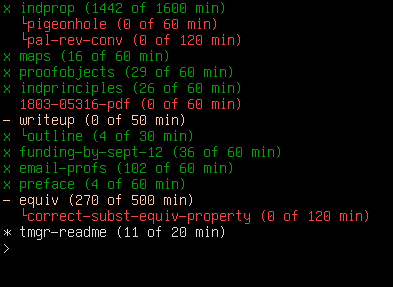 x indprop (1442 of 1600 min)
└pigeonhole (0 of 60 min)
└pal-rev-conv (0 of 120 min)
x maps (16 of 60 min)
x proofobjects (29 of 60 min)
x indprinciples (26 of 60 min)
1803-05316-pdf (0 of 60 min)
- writeup (0 of 50 min)
x └outline (4 of 30 min)
x funding-by-sept-12 (36 of 60 min)
x email-profs (102 of 60 min)
x preface (4 of 60 min)
- equiv (270 of 500 min)
└correct-subst-equiv-property (0 of 120 min)
* tmgr-readme (11 of 20 min)
>